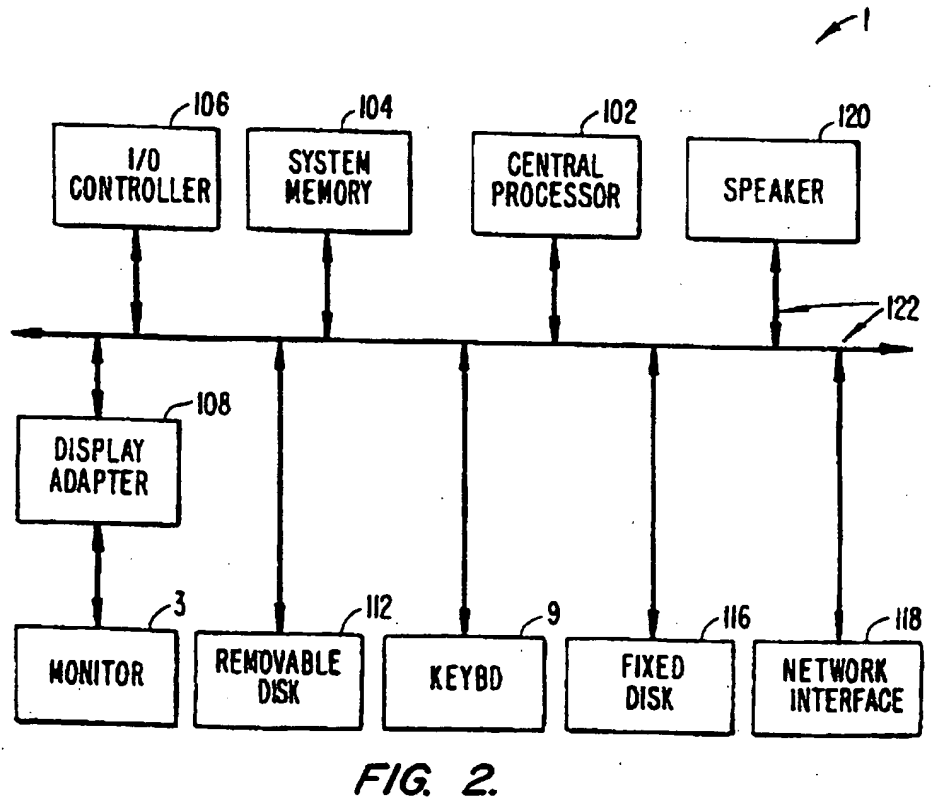 1
106
104
102
120
I/O
CONTROLLER
SYSTEM
MEMORY
CENTRAL
PROCESSOR
SPEAKER
122
108
DISPLAY
ADAPTER
3
112
9
116
118
MONITOR
REMOVABLE
DISK
KEYBD
FIXED
DISK
NETWORK
INTERFACE
FIG. 2.